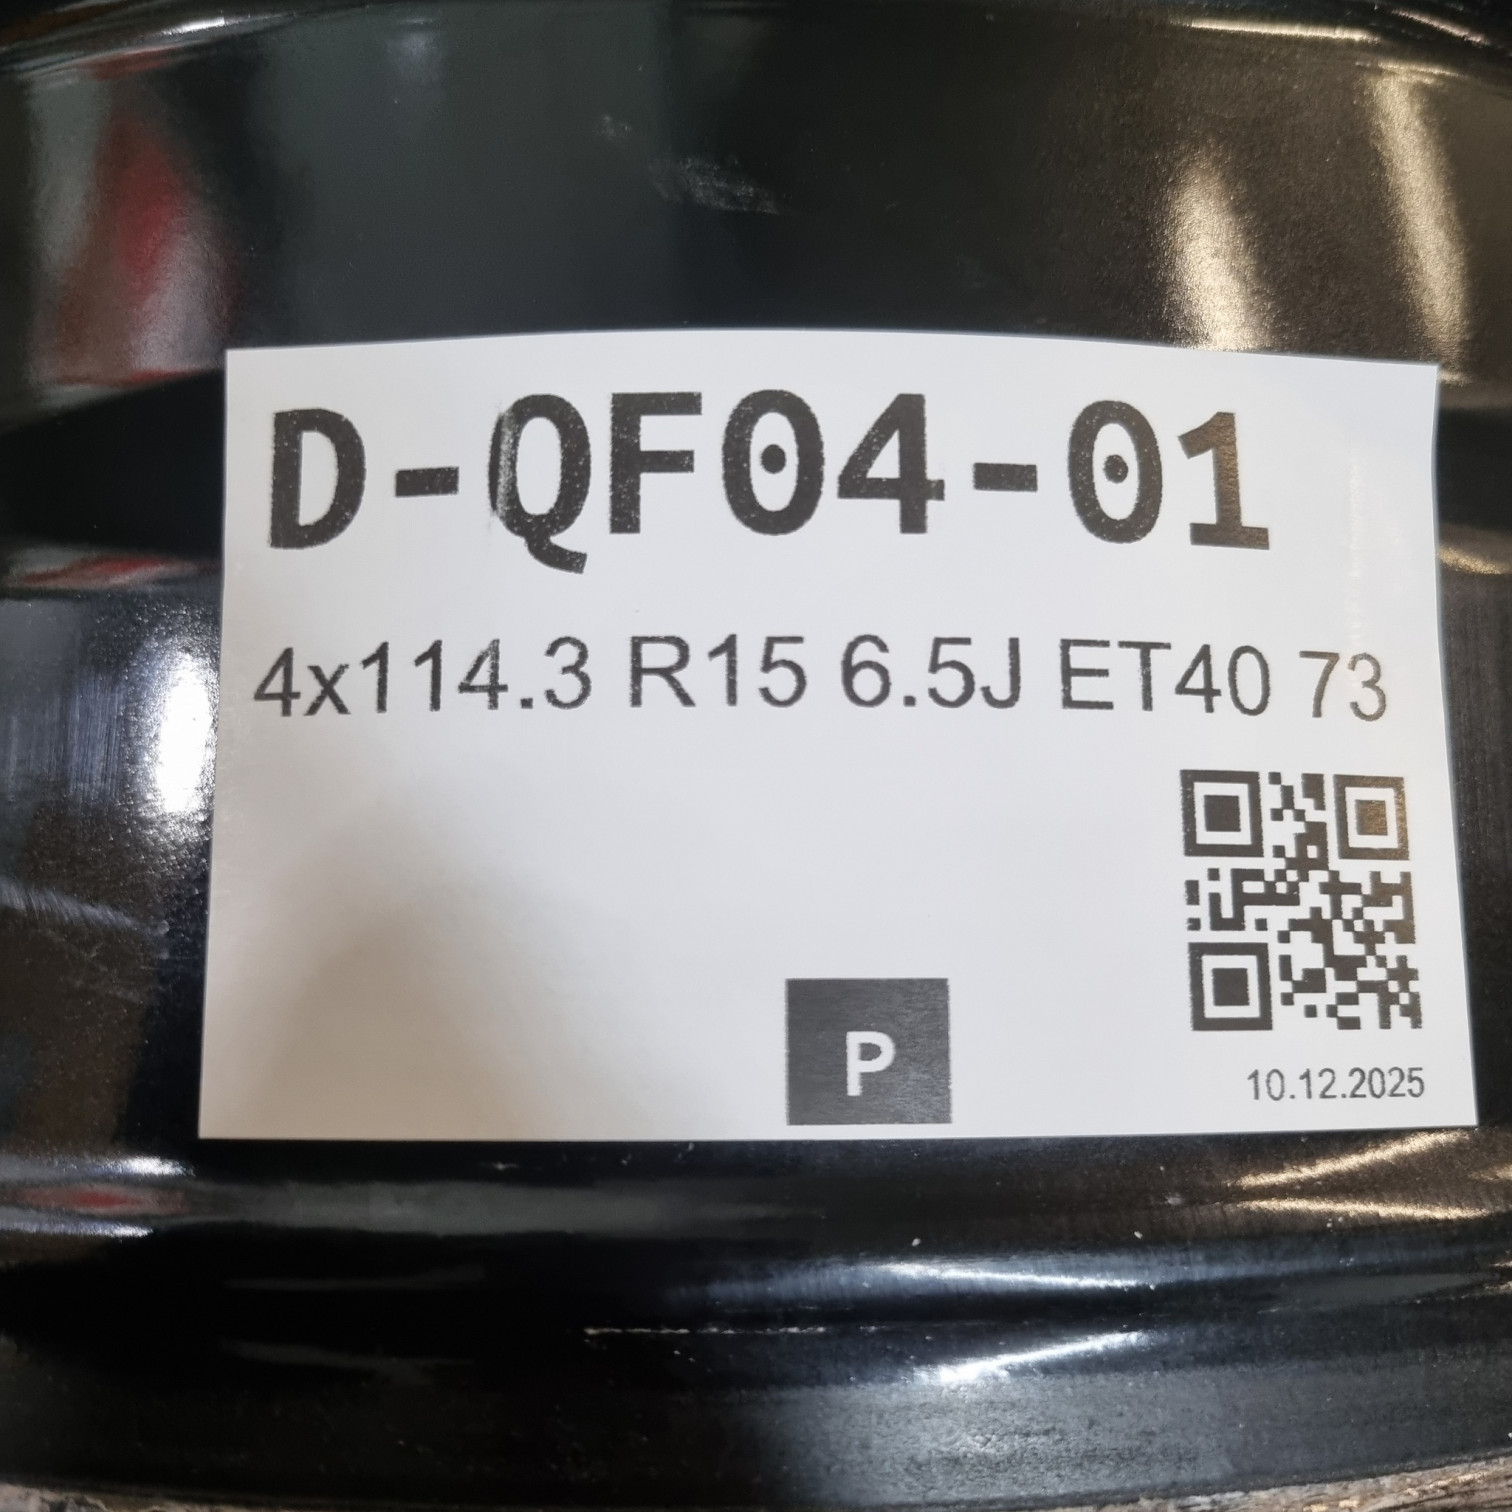 D-QF04-01
4x114.3 R15 6.5J ET40 73
P
10.12.2025